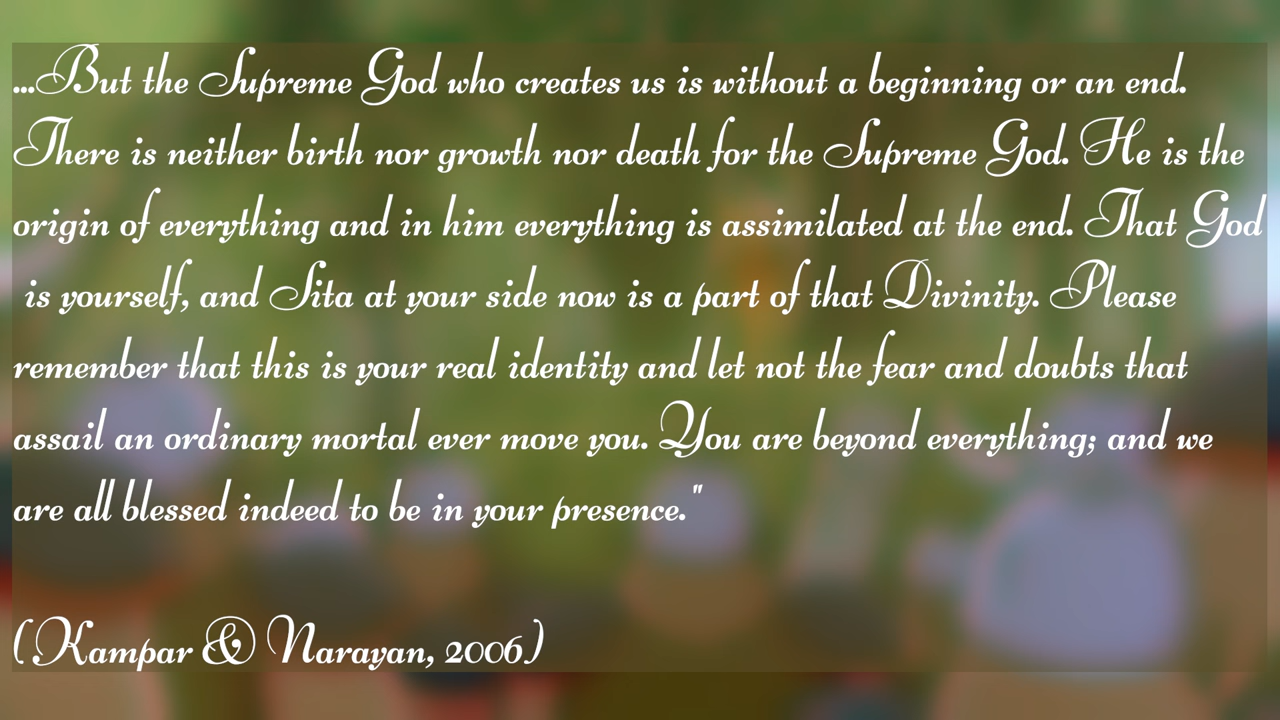 ...But the Supreme God who creates us is without a beginning or an end.
There is neither birth nor growth nor death for the Supreme God. He is the
origin of everything and in him everything is assimilated at the end. That God
is yourself, and Sita at your side now is a part of that Divinity. Please
remember that this is your real identity and let not the fear and doubts that
assail an ordinary mortal ever move you. You are beyond everything; and we
are all blessed indeed to be in your presence."
(Kampar & Narayan, 2006)